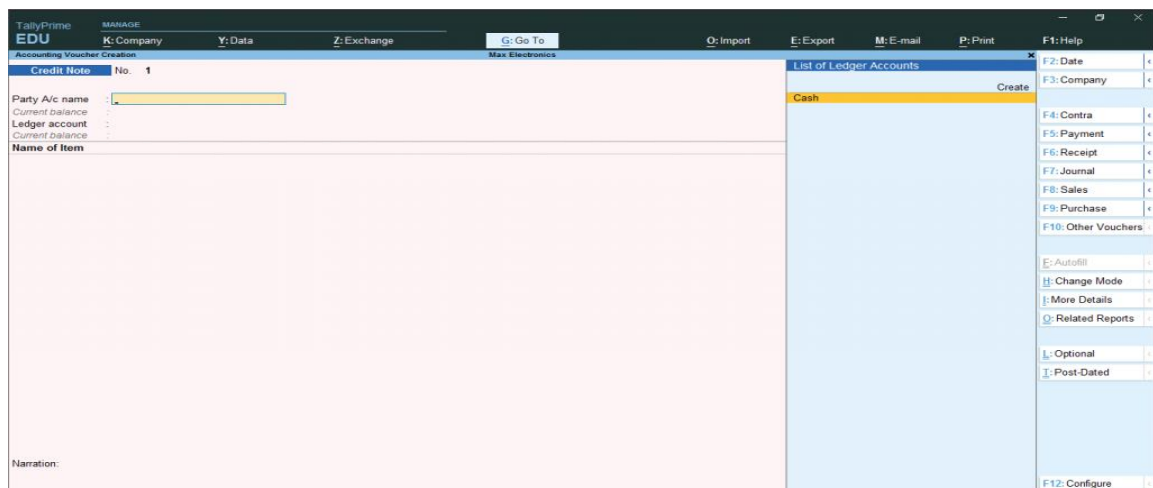 TallyPrime MANAGE
EDU K: Company Y: Data Z: Exchange G: Go To O: Import E: Export M: E-mail P: Print F1: Help
Accounting Voucher Creation Max Electronics
Credit Note No. 1
Party A/c name :
Current balance :
Ledger account :
Current balance :
Name of Item
Narration:
List of Ledger Accounts
Create
Cash
F2: Date
F3: Company
F4: Contra
F5: Payment
F6: Receipt
F7: Journal
F8: Sales
F9: Purchase
F10: Other Vouchers
E: Autofill
H: Change Mode
I: More Details
O: Related Reports
L: Optional
T: Post-Dated
F12: Configure